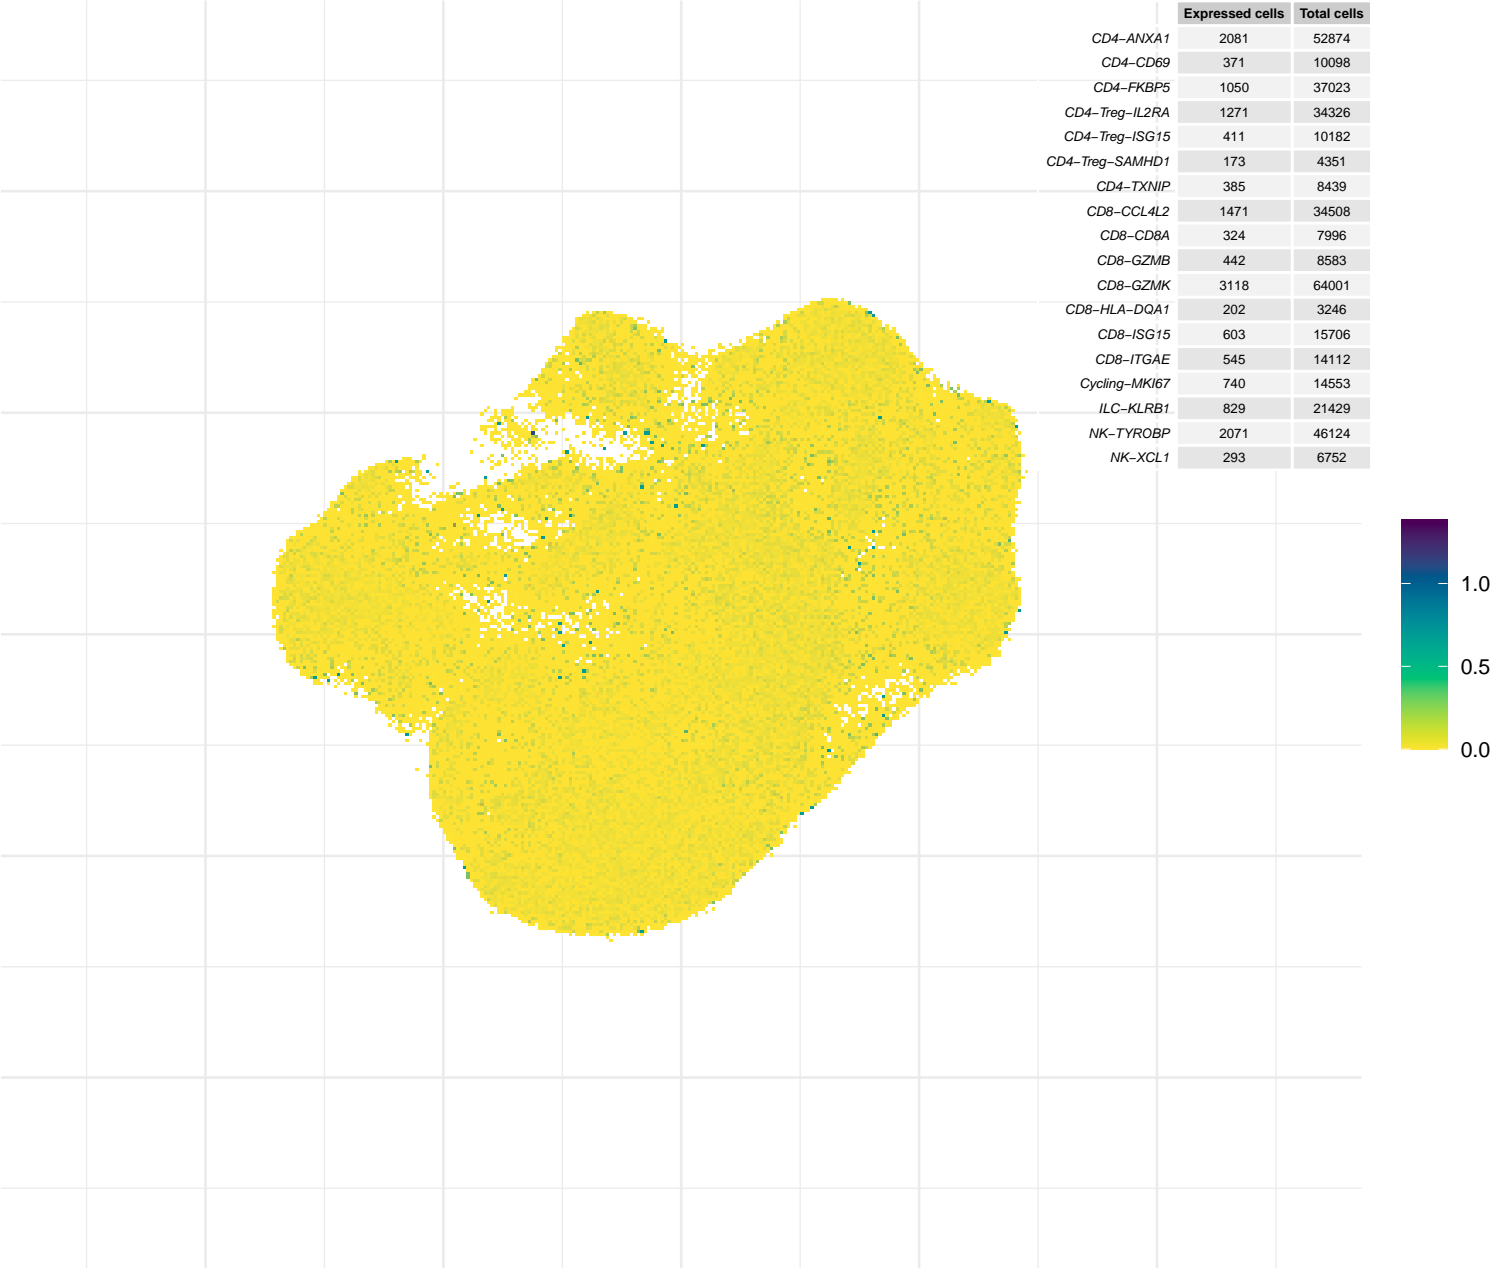 Expressed cells Total cells
CD4−ANXA1 2081 52874
CD4−CD69 371 10098
CD4−FKBP5 1050 37023
CD4−Treg−IL2RA 1271 34326
CD4−Treg−ISG15 411 10182
CD4−Treg−SAMHD1 173 4351
CD4−TXNIP 385 8439
CD8−CCL4L2 1471 34508
CD8−CD8A 324 7996
CD8−GZMB 442 8583
CD8−GZMK 3118 64001
CD8−HLA−DQA1 202 3246
CD8−ISG15 603 15706
CD8−ITGAE 545 14112
Cycling−MKI67 740 14553
ILC−KLRB1 829 21429
NK−TYROBP 2071 46124
NK−XCL1 293 6752
1.0
0.5
0.0